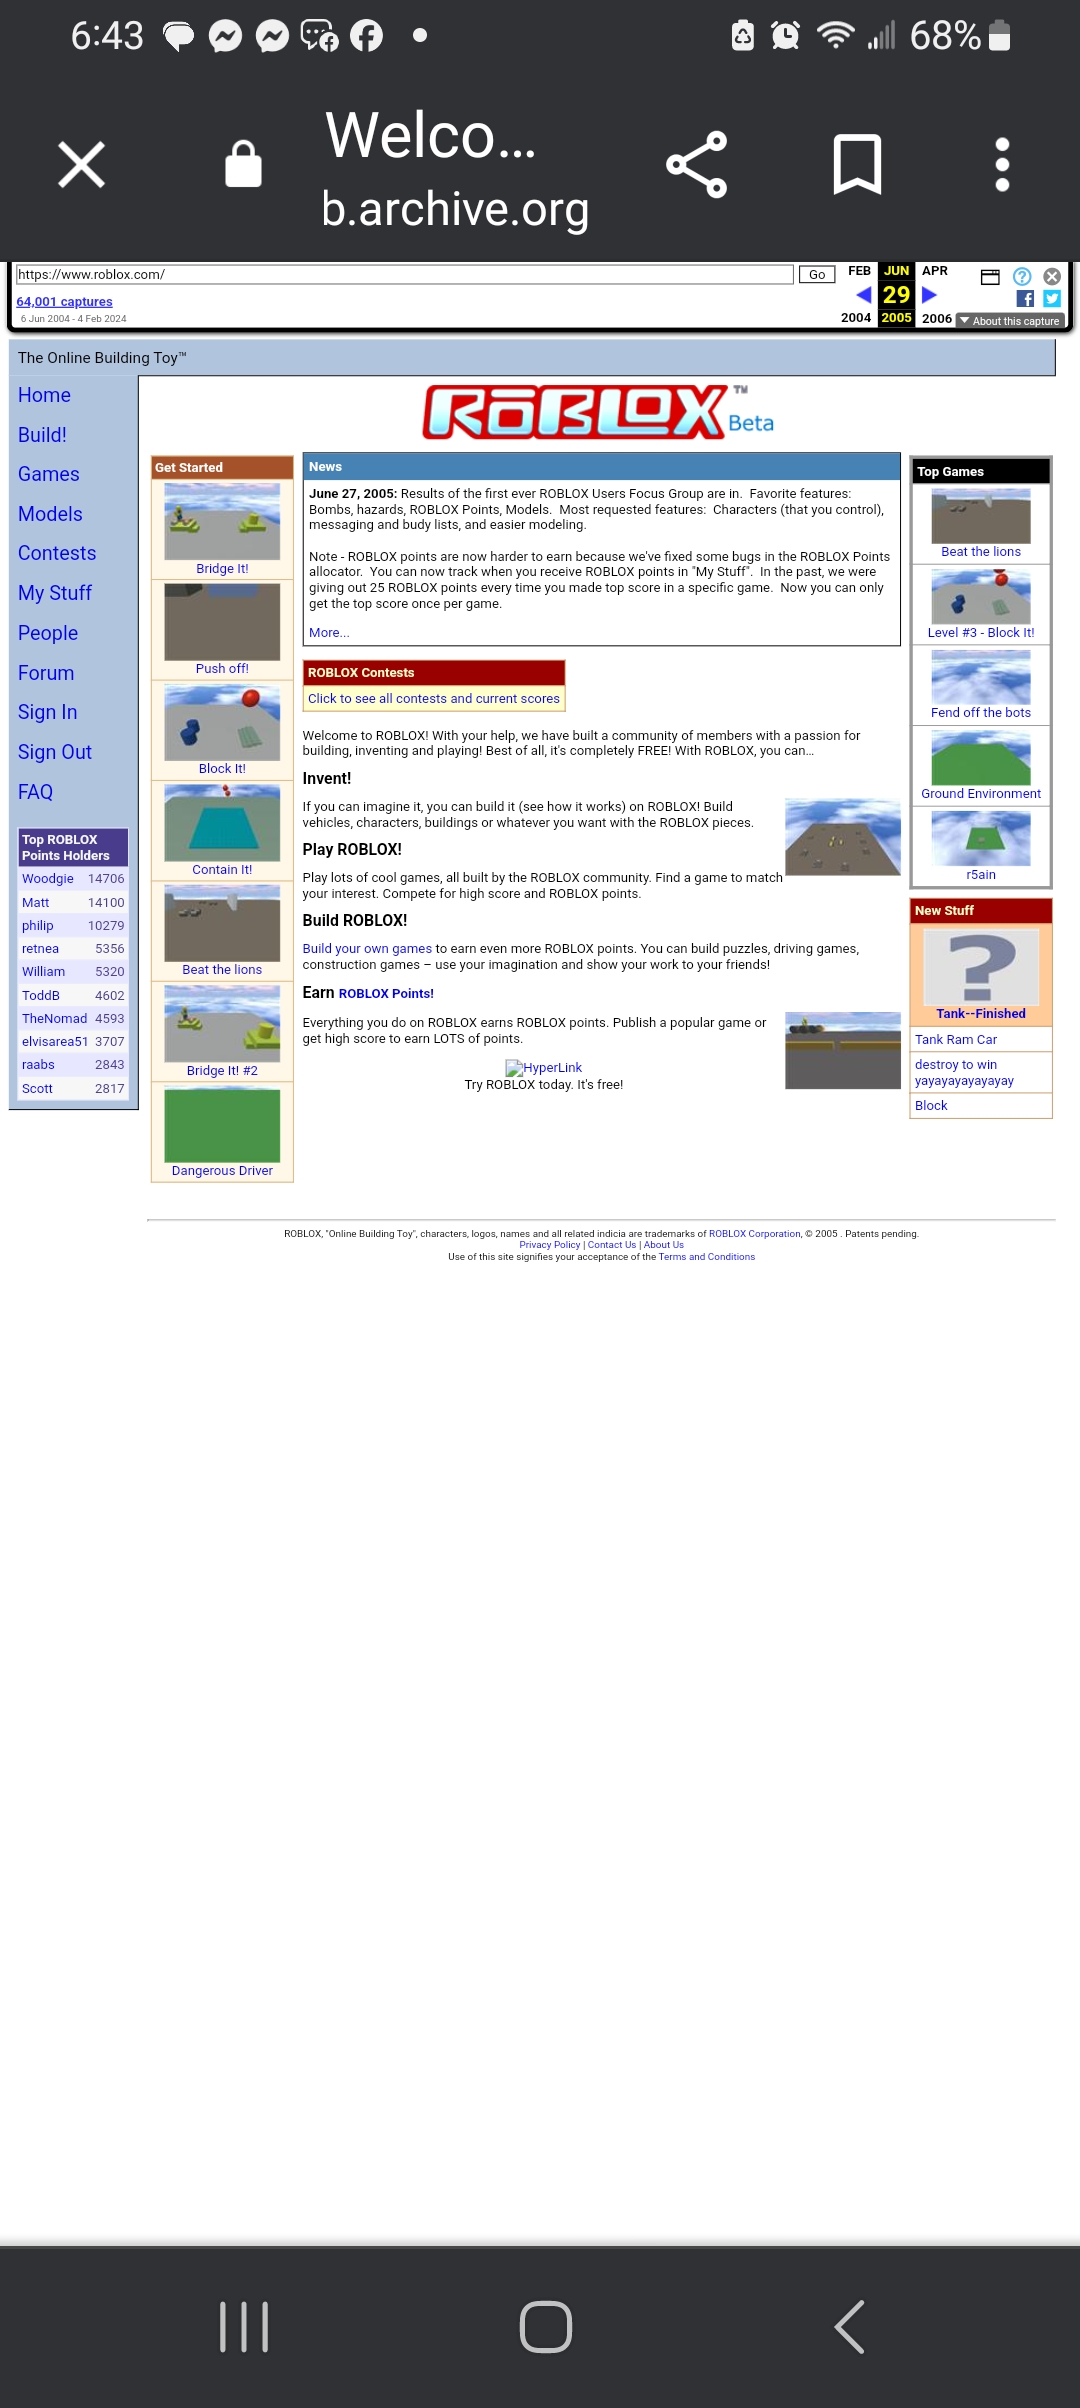 6:43
68%
Welco...
b.archive.org
https://www.roblox.com/
Go
FEB JUN APR
64,001 captures
29
6 Jun 2004 - 4 Feb 2024
2004 2005 2006
About this capture
The Online Building Toy™
Home
Build!
Games
Models
Contests
My Stuff
People
Forum
Sign In
Sign Out
FAQ
Top ROBLOX
Points Holders
Woodgie 14706
Matt 14100
philip 10279
retnea 5356
William 5320
ToddB 4602
TheNomad 4593
elvisarea51 3707
raabs 2843
Scott 2817
ROBLOX ™
Beta
Get Started
Bridge It!
Push off!
Block It!
Contain It!
Beat the lions
Bridge It! #2
Dangerous Driver
News
June 27, 2005: Results of the first ever ROBLOX Users Focus Group are in. Favorite features:
Bombs, hazards, ROBLOX Points, Models. Most requested features: Characters (that you control),
messaging and body lists, and easier modeling.
Note - ROBLOX points are now harder to earn because we've fixed some bugs in the ROBLOX Points
allocator. You can now track when you receive ROBLOX points in "My Stuff". In the past, we were
giving out 25 ROBLOX points every time you made top score in a specific game. Now you can only
get the top score once per game.
More...
ROBLOX Contests
Click to see all contests and current scores
Welcome to ROBLOX! With your help, we have built a community of members with a passion for
building, inventing and playing! Best of all, it's completely FREE! With ROBLOX, you can…
Invent!
If you can imagine it, you can build it (see how it works) on ROBLOX! Build
vehicles, characters, buildings or whatever you want with the ROBLOX pieces.
Play ROBLOX!
Play lots of cool games, all built by the ROBLOX community. Find a game to match
your interest. Compete for high score and ROBLOX points.
Build ROBLOX!
Build your own games to earn even more ROBLOX points. You can build puzzles, driving games,
construction games – use your imagination and show your work to your friends!
Earn ROBLOX Points!
Everything you do on ROBLOX earns ROBLOX points. Publish a popular game or
get high score to earn LOTS of points.
HyperLink
Try ROBLOX today. It's free!
Top Games
Beat the lions
Level #3 - Block It!
Fend off the bots
Ground Environment
r5ain
New Stuff
?
Tank--Finished
Tank Ram Car
destroy to win
yayayayayayayay
Block
ROBLOX, "Online Building Toy", characters, logos, names and all related indicia are trademarks of ROBLOX Corporation, © 2005 . Patents pending.
Privacy Policy | Contact Us | About Us
Use of this site signifies your acceptance of the Terms and Conditions